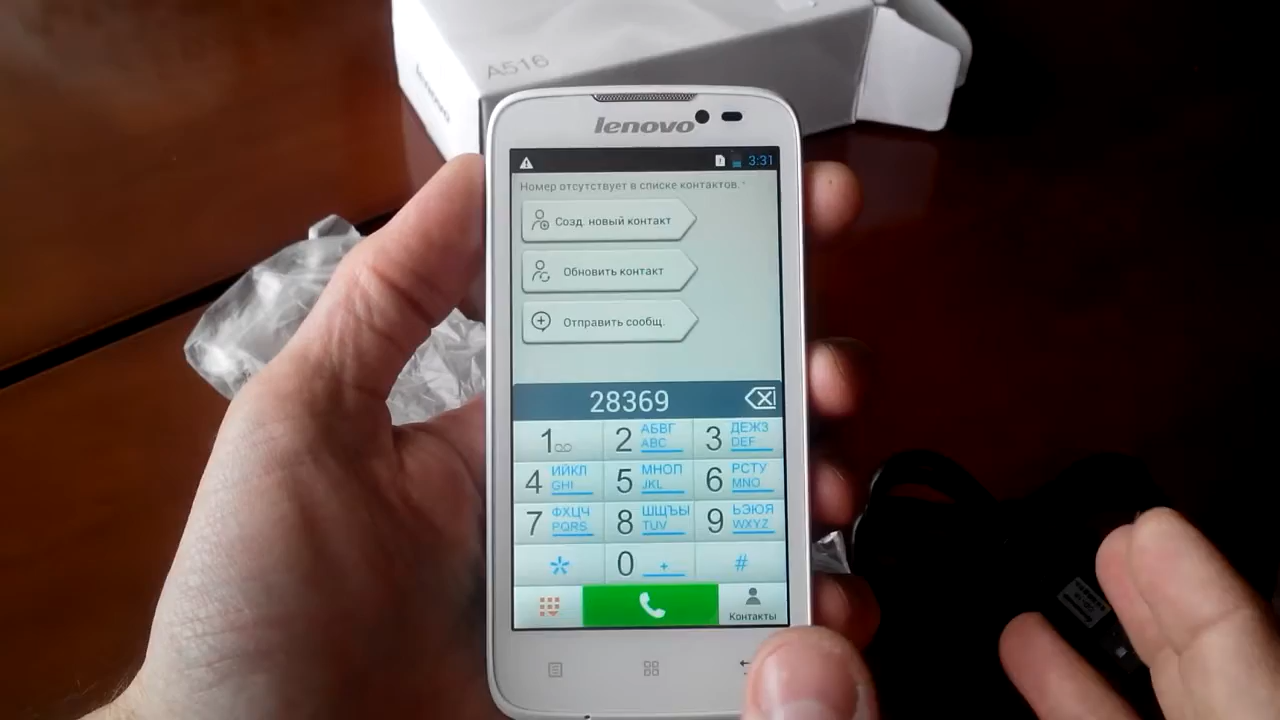 A516
lenovo
lenovo
3:31
Номер отсутствует в списке контактов.
Созд. новый контакт
Обновить контакт
Отправить сообщ.
28369
1 2 АБВГ ABC 3 ДЕЖЗ DEF
4 ИЙКЛ GHI 5 МНОП JKL 6 РСТУ MNO
7 ФХЦЧ PQRS 8 ШЩЪЫ TUV 9 ЬЭЮЯ WXYZ
* 0 + #
Контакты